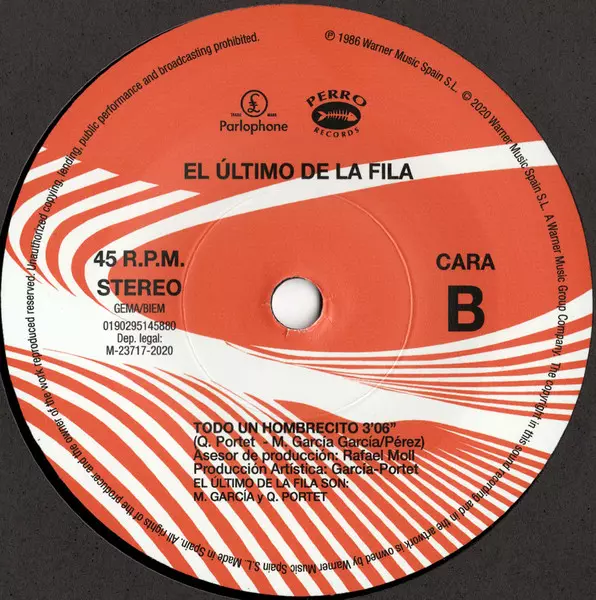 Unauthorized copying, lending, public performance and broadcasting prohibited.
℗ 1986 Warner Music Spain S.L. © 2020 Warner Music Spain S.L. A Warner Music Group Company. The copyright in this sound recording and in the artwork is owned by Warner Music Spain S.L. Made in Spain. All rights of the producer and the owner of the work reproduced reserved.
£
TRADE MARK
Parlophone
PERRO
RECORDS
EL ÚLTIMO DE LA FILA
45 R.P.M.
STEREO
GEMA/BIEM
0190295145880
Dep. legal:
M-23717-2020
CARA
B
TODO UN HOMBRECITO 3'06"
(Q. Portet - M. García García/Pérez)
Asesor de producción: Rafael Moll
Producción Artística: García-Portet
EL ÚLTIMO DE LA FILA SON:
M. GARCÍA y Q. PORTET